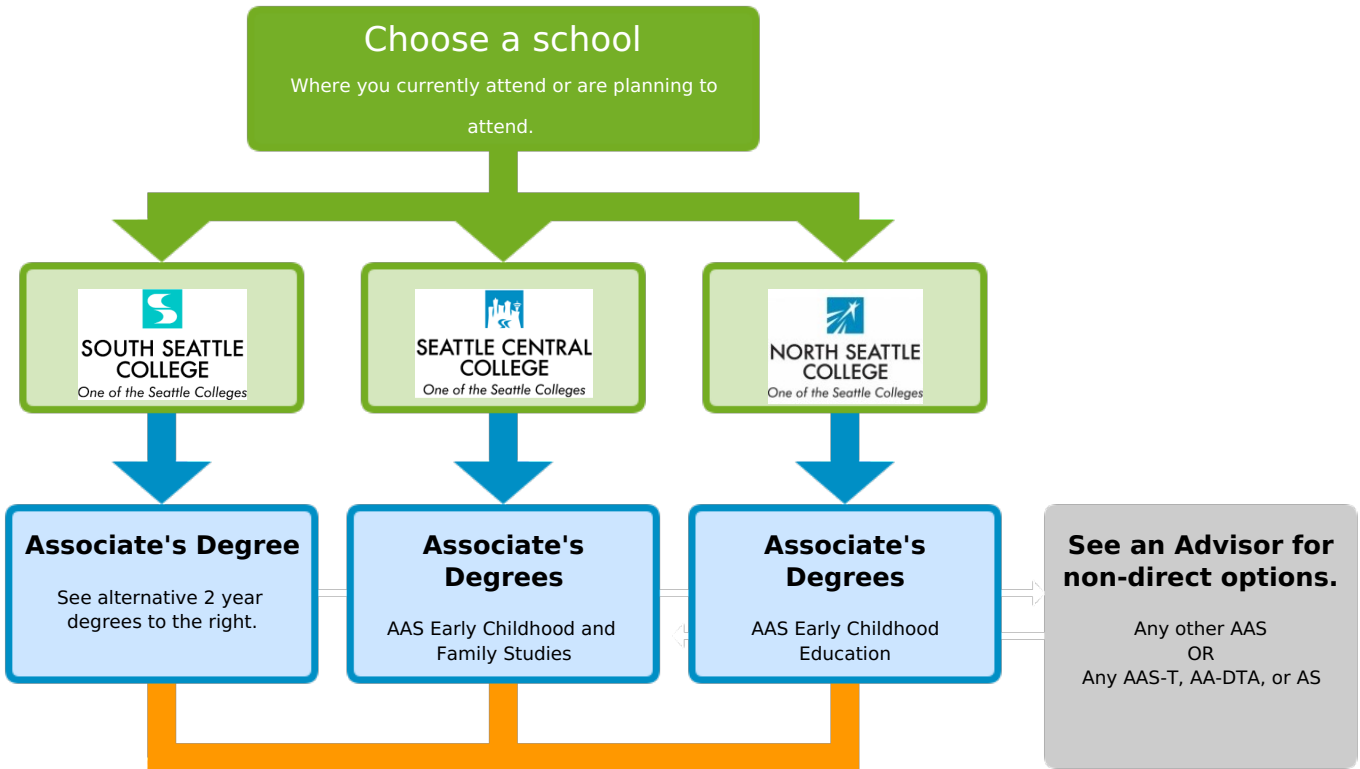 Choose a school
Where you currently attend or are planning to
attend.
SOUTH SEATTLE
COLLEGE
One of the Seattle Colleges
SEATTLE CENTRAL
COLLEGE
One of the Seattle Colleges
NORTH SEATTLE
COLLEGE
One of the Seattle Colleges
Associate's Degree
See alternative 2 year
degrees to the right.
Associate's
Degrees
AAS Early Childhood and
Family Studies
Associate's
Degrees
AAS Early Childhood
Education
See an Advisor for
non-direct options.
Any other AAS
OR
Any AAS-T, AA-DTA, or AS